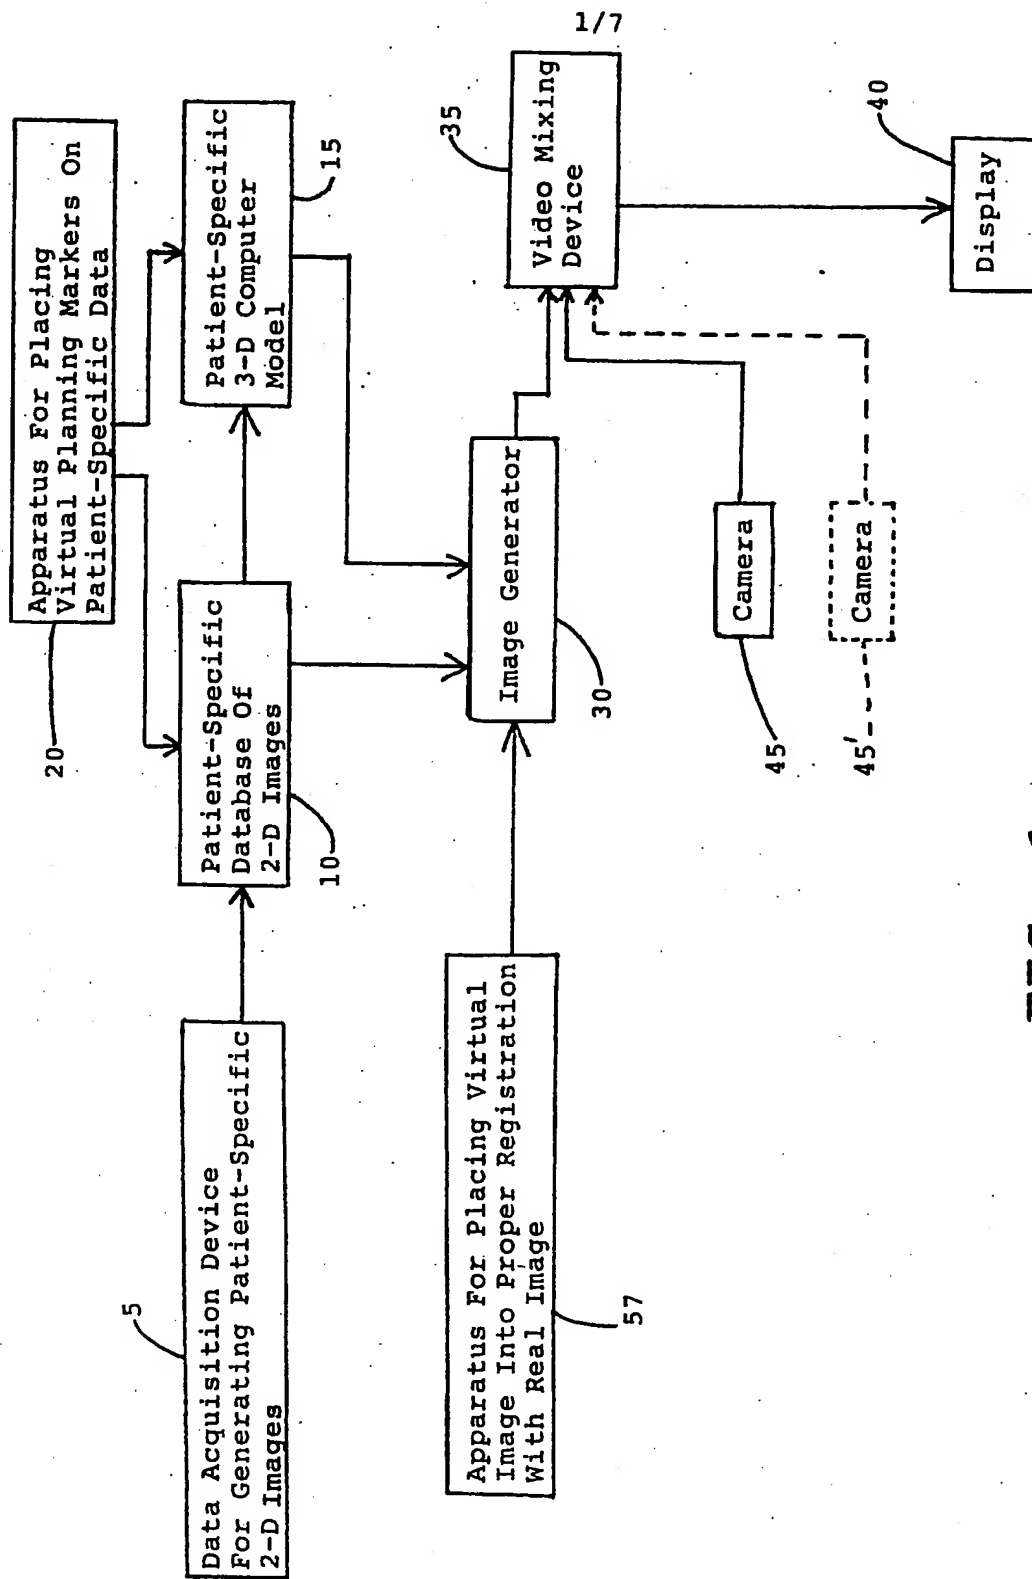 1/7
Apparatus For Placing
Virtual Planning Markers On
Patient-Specific Data
20
Data Acquisition Device
For Generating Patient-Specific
2-D Images
5
Patient-Specific
Database Of
2-D Images
10
Patient-Specific
3-D Computer
Model
15
Apparatus For Placing Virtual
Image Into Proper Registration
With Real Image
57
Image Generator
30
Video Mixing
Device
35
Camera
45
Camera
45'
Display
40